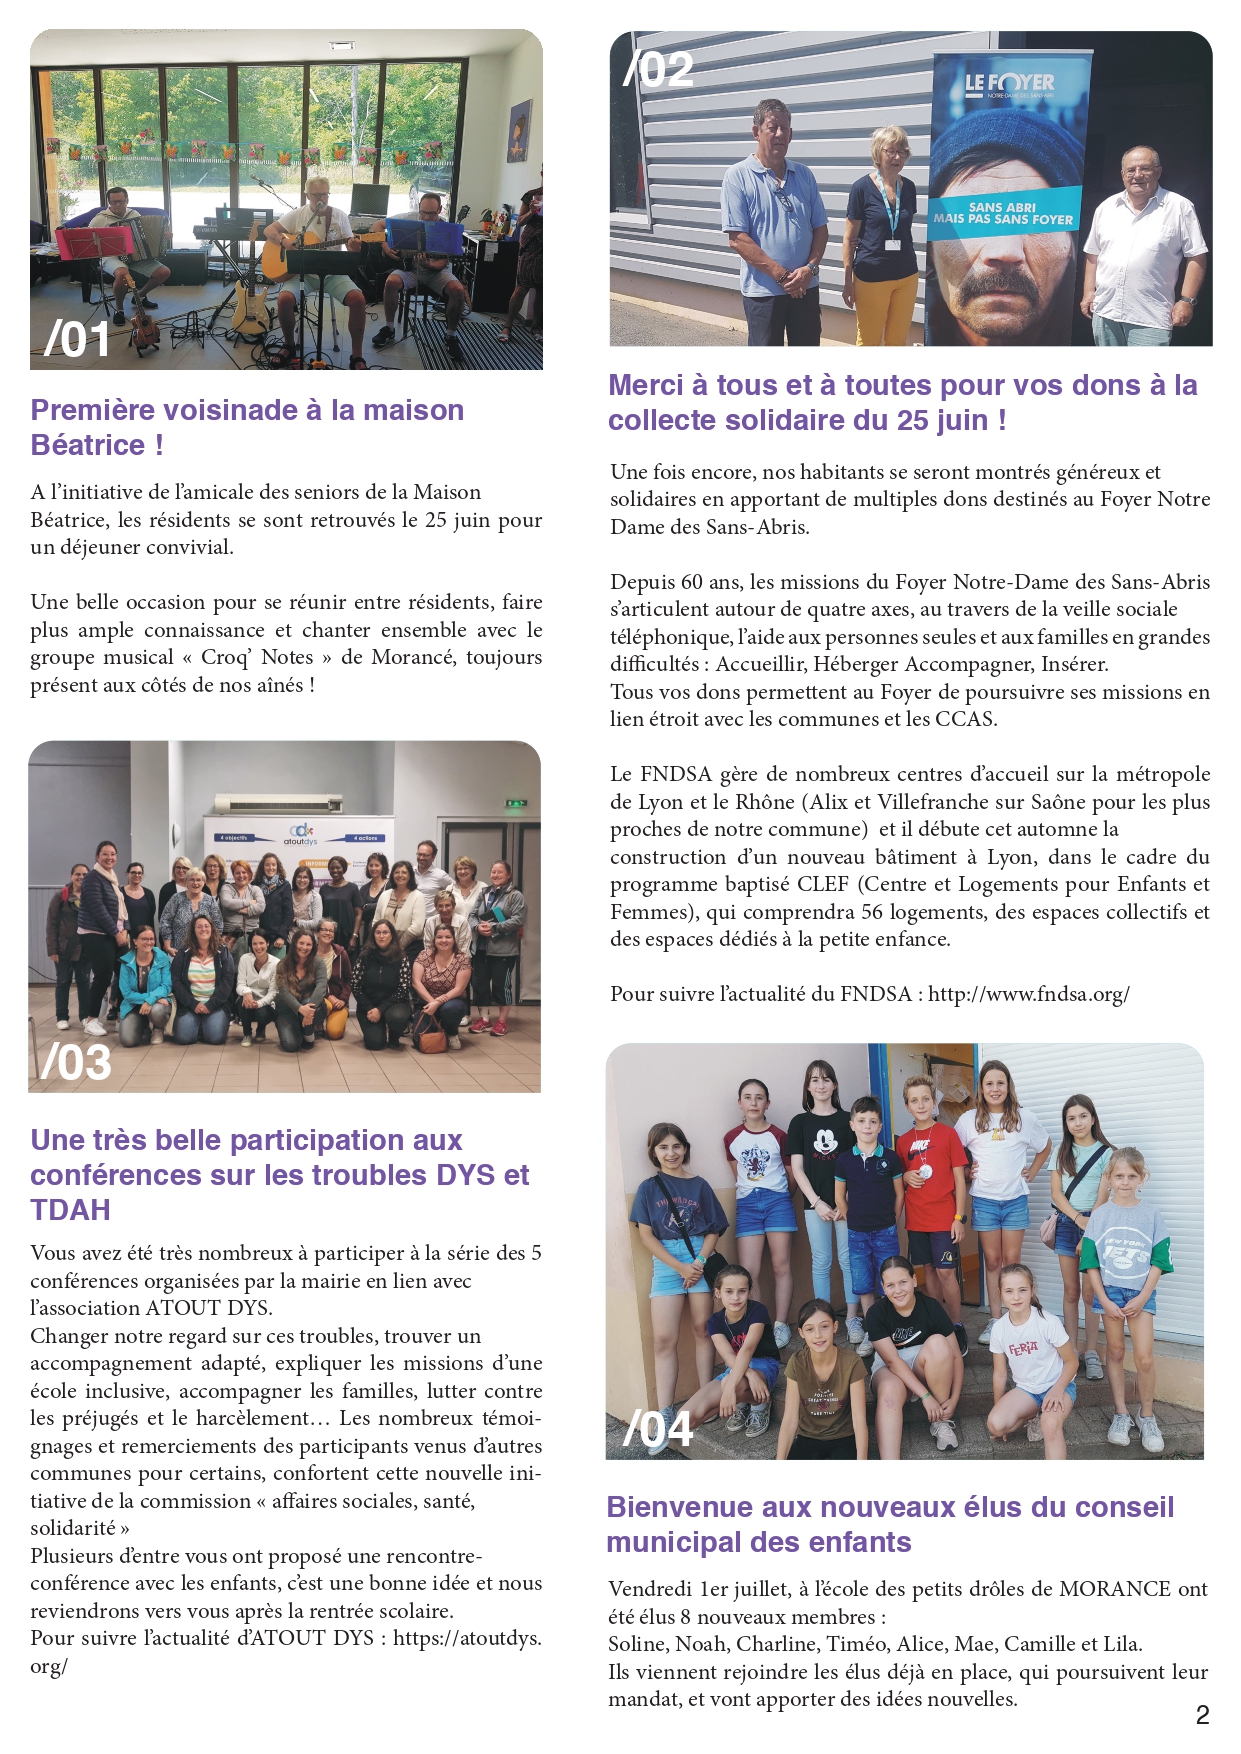 /01
Première voisinade à la maison
Béatrice !
A l’initiative de l’amicale des seniors de la Maison
Béatrice, les résidents se sont retrouvés le 25 juin pour
un déjeuner convivial.
Une belle occasion pour se réunir entre résidents, faire
plus ample connaissance et chanter ensemble avec le
groupe musical « Croq’ Notes » de Morancé, toujours
présent aux côtés de nos aînés !
/02
LE FOYER
NOTRE-DAME DES SANS-ABRI
SANS ABRI
MAIS PAS SANS FOYER
Merci à tous et à toutes pour vos dons à la
collecte solidaire du 25 juin !
Une fois encore, nos habitants se seront montrés généreux et
solidaires en apportant de multiples dons destinés au Foyer Notre
Dame des Sans-Abris.
Depuis 60 ans, les missions du Foyer Notre-Dame des Sans-Abris
s’articulent autour de quatre axes, au travers de la veille sociale
téléphonique, l’aide aux personnes seules et aux familles en grandes
difficultés : Accueillir, Héberger Accompagner, Insérer.
Tous vos dons permettent au Foyer de poursuivre ses missions en
lien étroit avec les communes et les CCAS.
Le FNDSA gère de nombreux centres d’accueil sur la métropole
de Lyon et le Rhône (Alix et Villefranche sur Saône pour les plus
proches de notre commune)  et il débute cet automne la
construction d’un nouveau bâtiment à Lyon, dans le cadre du
programme baptisé CLEF (Centre et Logements pour Enfants et
Femmes), qui comprendra 56 logements, des espaces collectifs et
des espaces dédiés à la petite enfance.
Pour suivre l’actualité du FNDSA : http://www.fndsa.org/
4 objectifs
atoutdys
4 actions
/03
Une très belle participation aux
conférences sur les troubles DYS et
TDAH
Vous avez été très nombreux à participer à la série des 5
conférences organisées par la mairie en lien avec
l’association ATOUT DYS.
Changer notre regard sur ces troubles, trouver un
accompagnement adapté, expliquer les missions d’une
école inclusive, accompagner les familles, lutter contre
les préjugés et le harcèlement… Les nombreux témoi-
gnages et remerciements des participants venus d’autres
communes pour certains, confortent cette nouvelle ini-
tiative de la commission « affaires sociales, santé,
solidarité »
Plusieurs d’entre vous ont proposé une rencontre-
conférence avec les enfants, c’est une bonne idée et nous
reviendrons vers vous après la rentrée scolaire.
Pour suivre l’actualité d’ATOUT DYS : https://atoutdys.
org/
NIKE
NEW YORK
JETS
NIKE
FERIA
/04
Bienvenue aux nouveaux élus du conseil
municipal des enfants
Vendredi 1er juillet, à l’école des petits drôles de MORANCE ont
été élus 8 nouveaux membres :
Soline, Noah, Charline, Timéo, Alice, Mae, Camille et Lila.
Ils viennent rejoindre les élus déjà en place, qui poursuivent leur
mandat, et vont apporter des idées nouvelles.
2